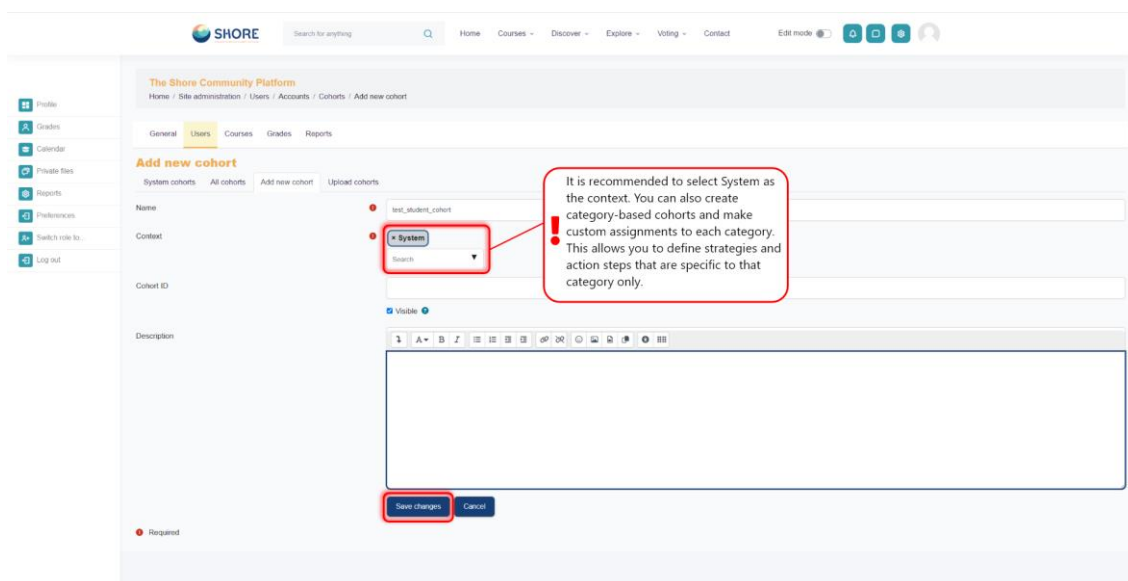 SHORE
Search for anything
Home Courses Discover Explore Voting Contact
Edit mode
The Shore Community Platform
Home / Site administration / Users / Accounts / Cohorts / Add new cohort
Profile
Grades
Calendar
Private files
Reports
Preferences
Switch role to...
Log out
General Users Courses Grades Reports
Add new cohort
System cohorts All cohorts Add new cohort Upload cohorts
Name
test_student_cohort
Context
× System
Search ▼
It is recommended to select System as
the context. You can also create
category-based cohorts and make
custom assignments to each category.
This allows you to define strategies and
action steps that are specific to that
category only.
!
Cohort ID
Visible
Description
A B I
Save changes Cancel
Required